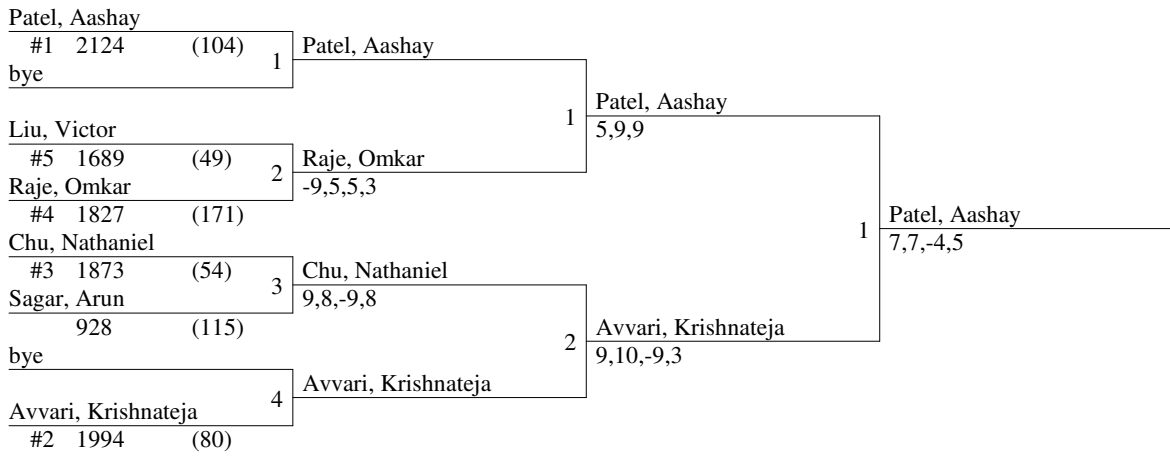 Patel, Aashay
#1 2124 (104)
bye
1
Liu, Victor
#5 1689 (49)
Raje, Omkar
#4 1827 (171)
2
Chu, Nathaniel
#3 1873 (54)
Sagar, Arun
928 (115)
3
bye
Avvari, Krishnateja
#2 1994 (80)
4
Patel, Aashay
Raje, Omkar
-9,5,5,3
1
Chu, Nathaniel
9,8,-9,8
Avvari, Krishnateja
2
Patel, Aashay
5,9,9
Avvari, Krishnateja
9,10,-9,3
1
Patel, Aashay
7,7,-4,5